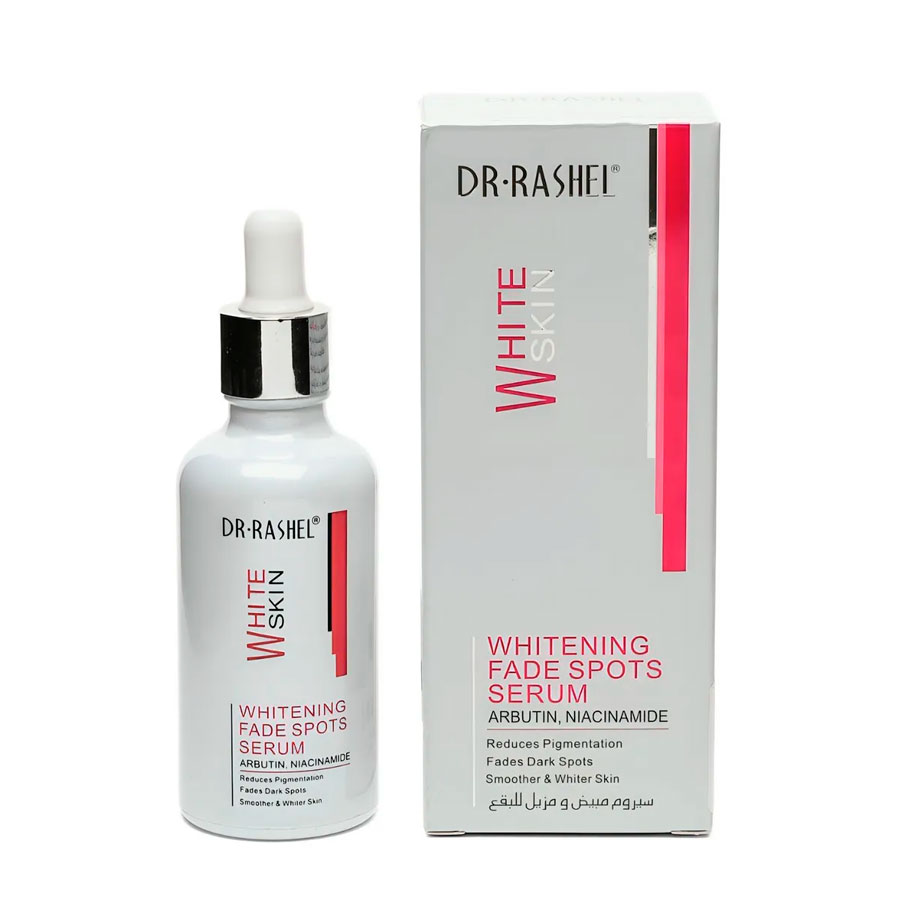 DR·RASHEL®
WHITE
SKIN
WHITENING
FADE SPOTS
SERUM
ARBUTIN, NIACINAMIDE
Reduces Pigmentation
Fades Dark Spots
Smoother & Whiter Skin
DR·RASHEL
DR·RASHEL®
WHITE
SKIN
WHITENING
FADE SPOTS
SERUM
ARBUTIN, NIACINAMIDE
Reduces Pigmentation
Fades Dark Spots
Smoother & Whiter Skin
سيروم مبيض و مزيل للبقع